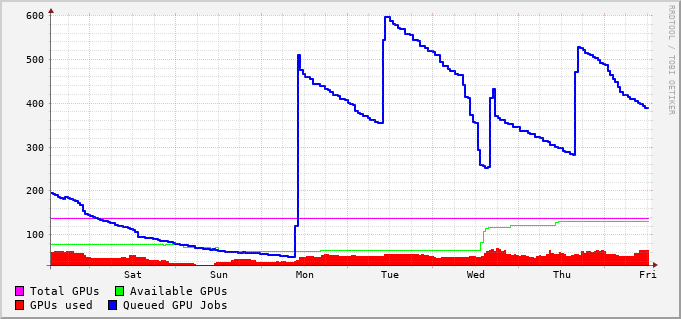 600
500
400
300
200
100
Sat Sun Mon Tue Wed Thu Fri
Total GPUs Available GPUs
GPUs used Queued GPU Jobs
RRDTOOL / TOBI OETIKER